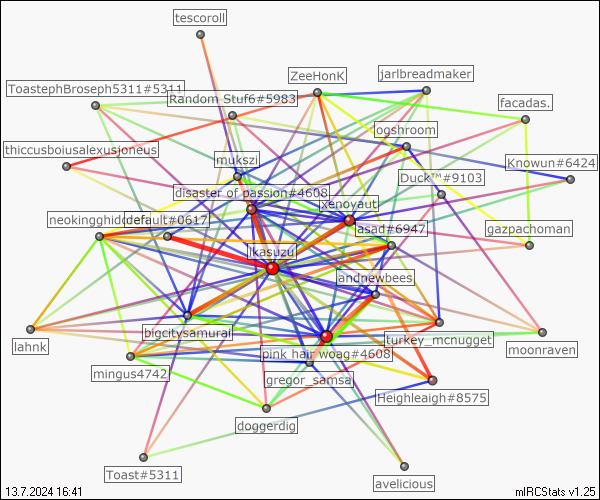 tescoroll
ZeeHonK
jarlbreadmaker
ToastephBroseph5311#5311
Random Stuf6#5983
facadas.
ooshroom
thiccusboiusalexusjoneus
mukszi
Knowun#6424
Duck™#9103
disaster of passion#4608
xenoyaut
neokingghidde
default#0617
asad#6947
gazpachoman
lkasuzu
andnewbees
bigcitysamurai
turkey_mcnugget
lahnk
pink hair woag#4608
moonraven
mingus4742
gregor_samsa
Heighleaigh#8575
doggerdig
Toast#5311
avelicious
13.7.2024 16:41
mIRCStats v1.25